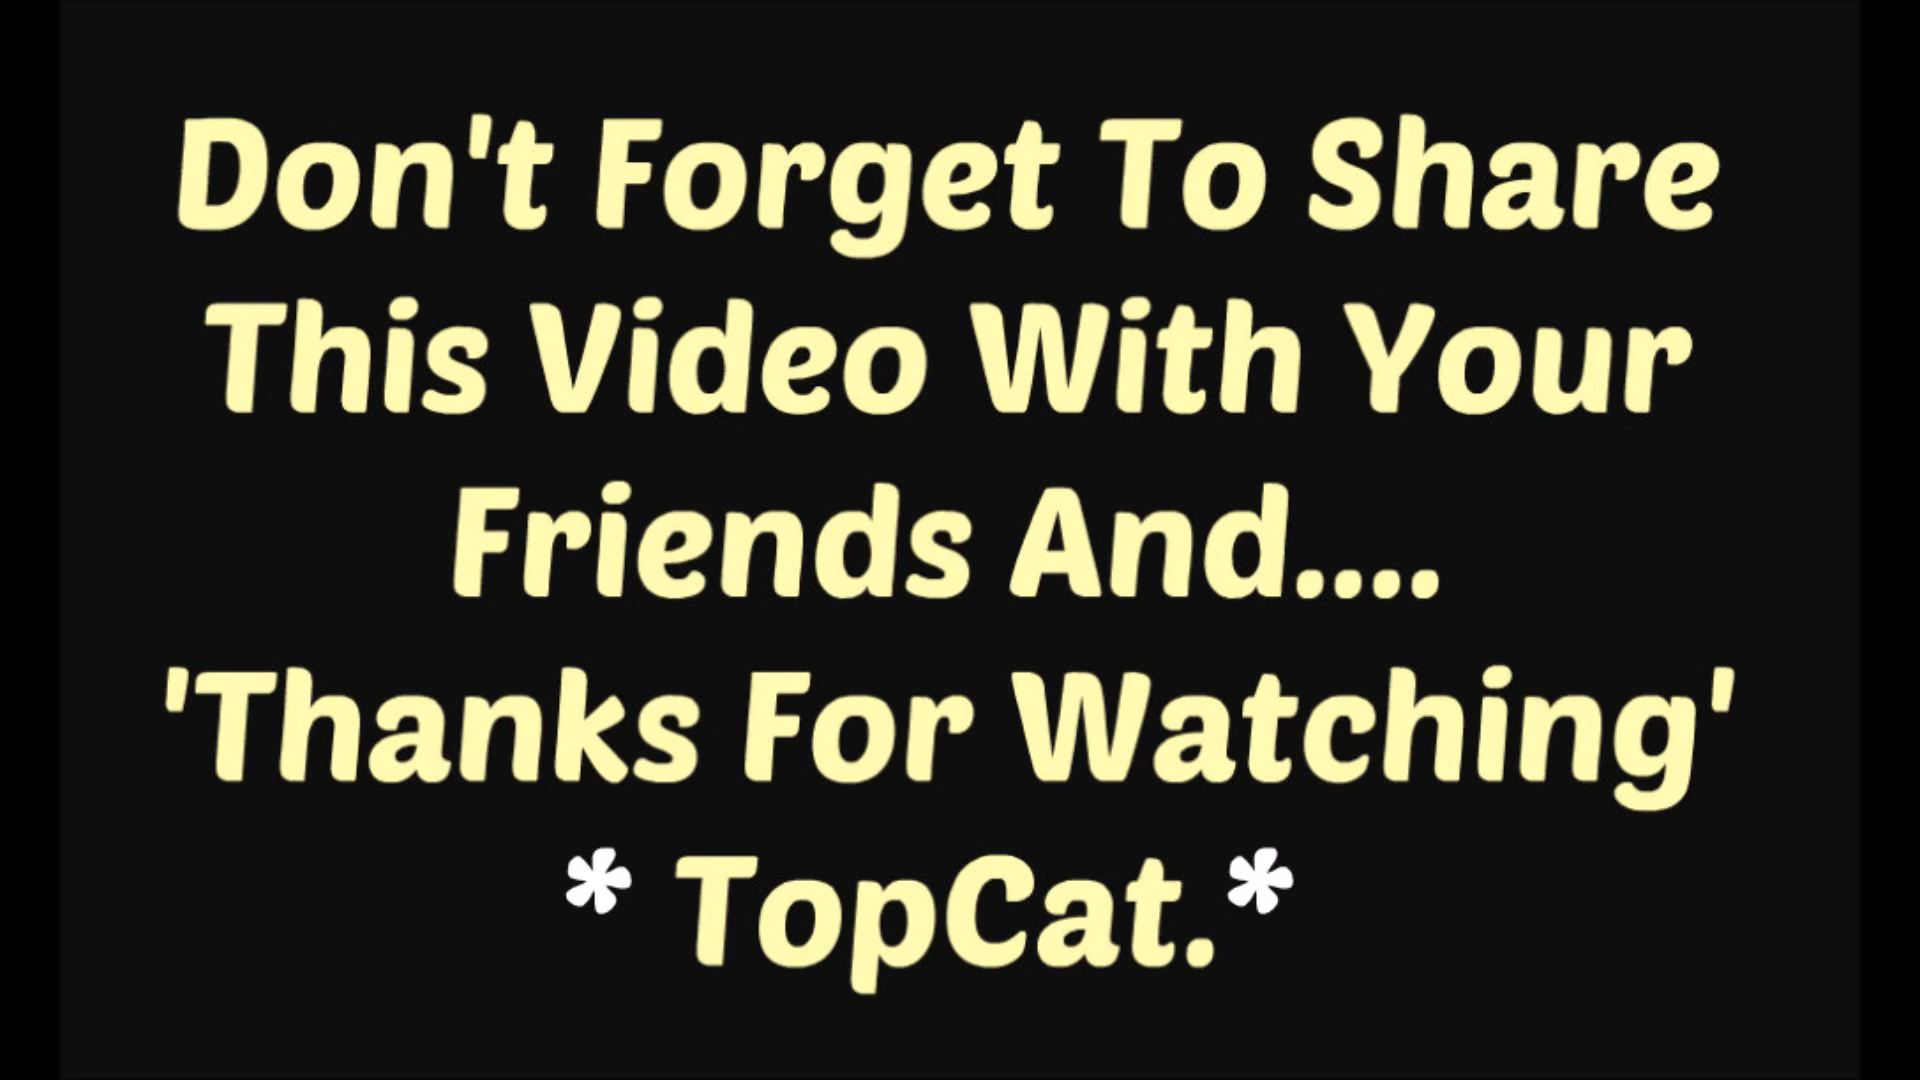 Don't Forget To Share
This Video With Your
Friends And....
'Thanks For Watching'
* TopCat.*